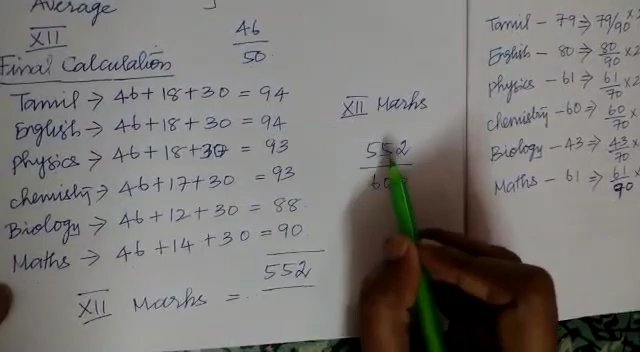 Average
XII
46
50
Final Calculation
Tamil → 46+18+30 = 94
English → 46+18+30 = 94
Physics → 46+18+30 = 93
chemistry → 46+17+30 = 93
Biology → 46+12+30 = 88
Maths → 46+14+30 = 90
552
XII Marks =
XII Marks
552
Tamil - 79 ⇒ 79/90 ×
English - 80 ⇒ 80/90 ×2
Physics - 61 ⇒ 61/70 ×2
chemistry - 60 ⇒ 60/70 ×
Biology - 43 ⇒ 43/70 ×
Maths - 61 ⇒ 61/90 ×